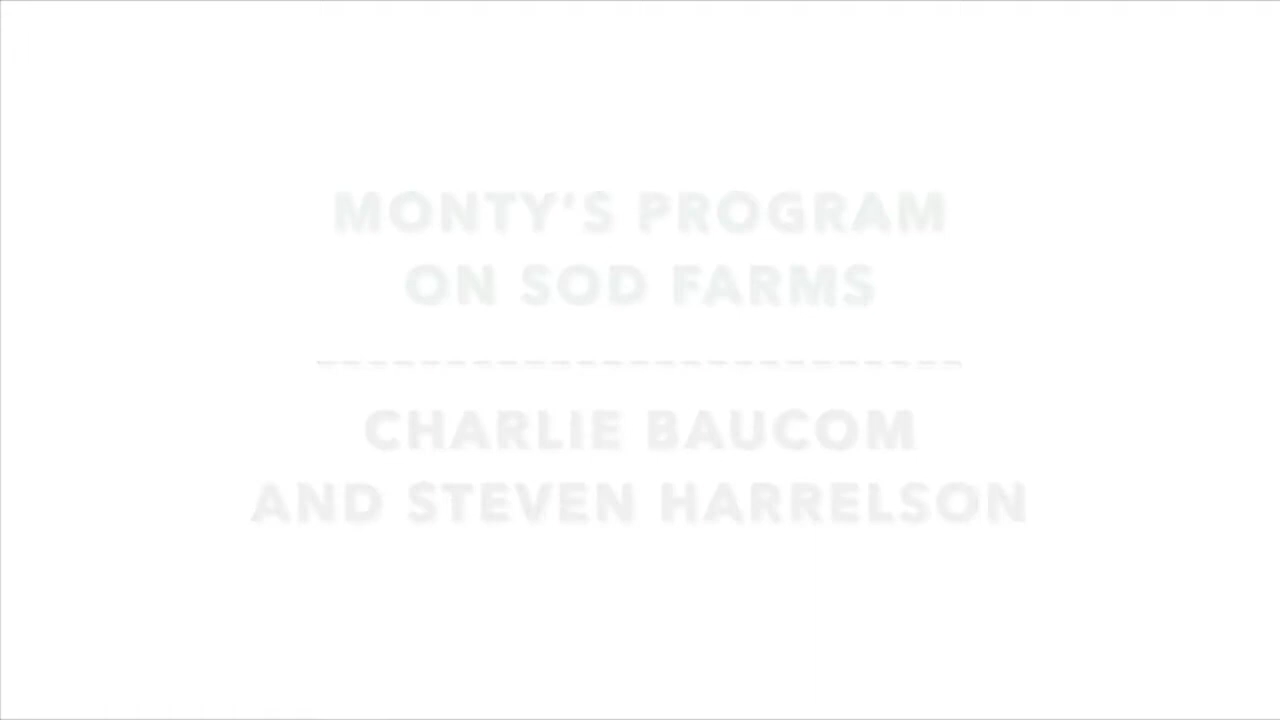 MONTY'S PROGRAM
ON SOD FARMS
CHARLIE BAUCOM
AND STEVEN HARRELSON